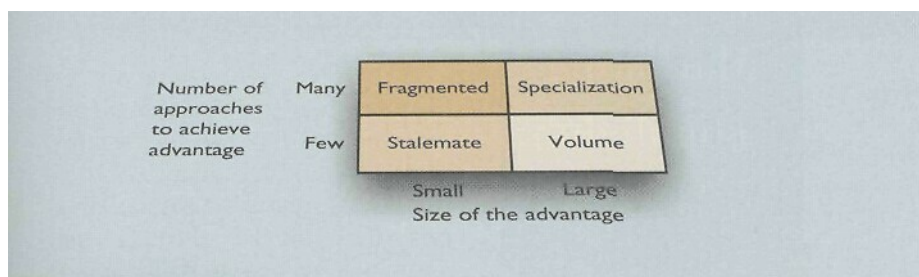 Number of
approaches
to achieve
advantage
Many Fragmented Specialization
Few Stalemate Volume
Small Large
Size of the advantage